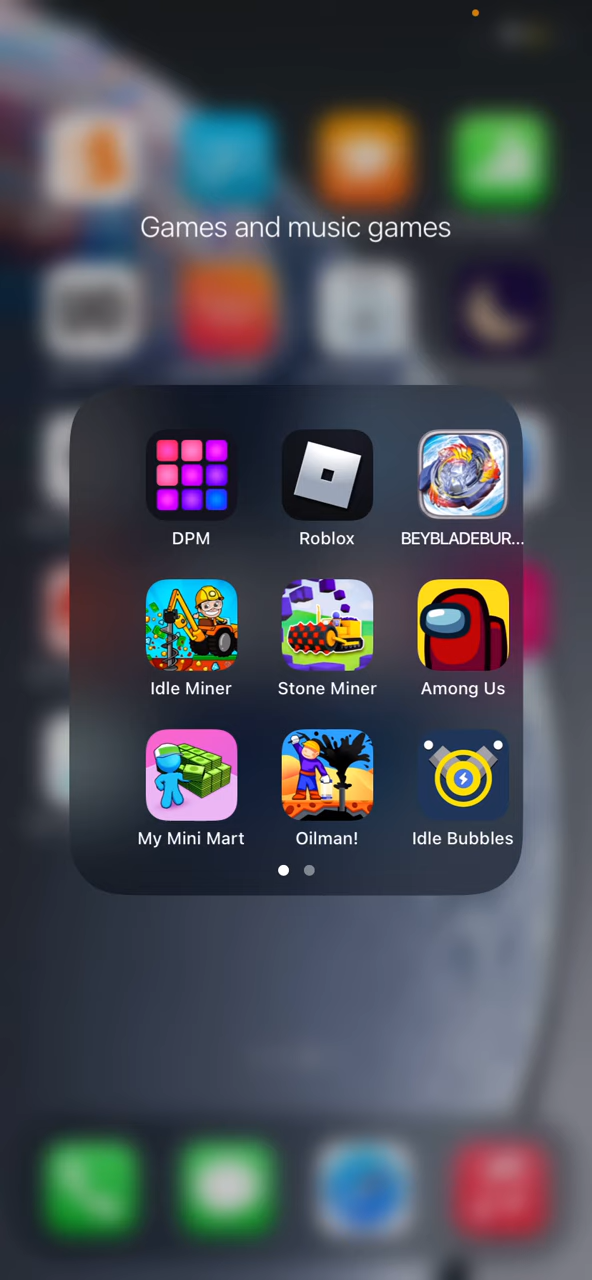 Games and music games
DPM
Roblox
BEYBLADEBUR...
Idle Miner
Stone Miner
Among Us
My Mini Mart
Oilman!
Idle Bubbles